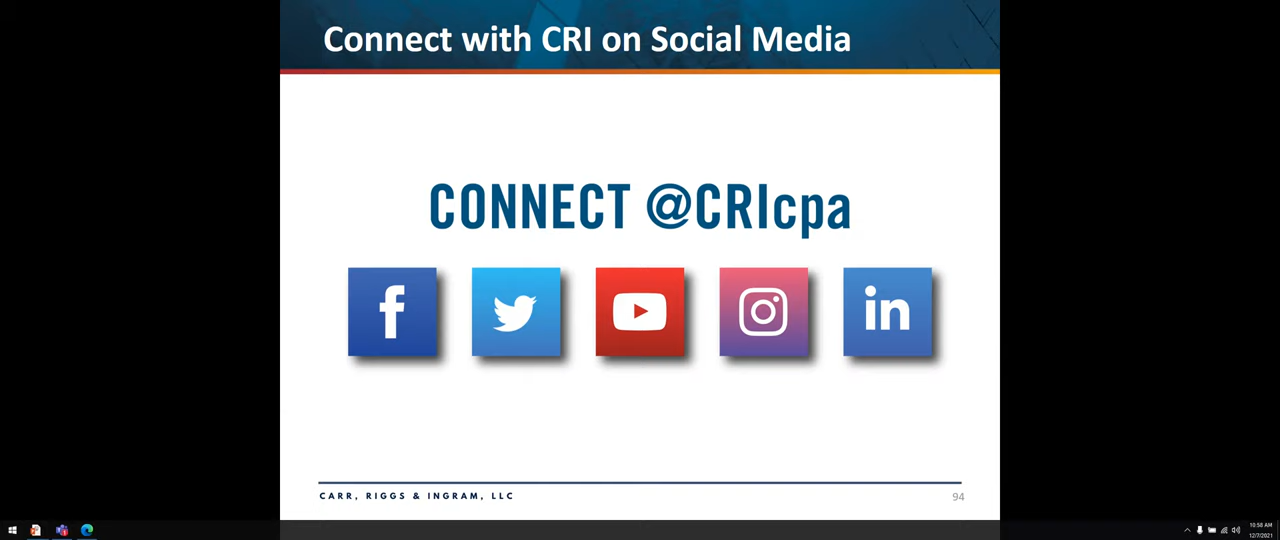 Connect with CRI on Social Media
CONNECT @CRIcpa
f
in
CARR, RIGGS & INGRAM, LLC
94
10:58 AM
12/7/2021